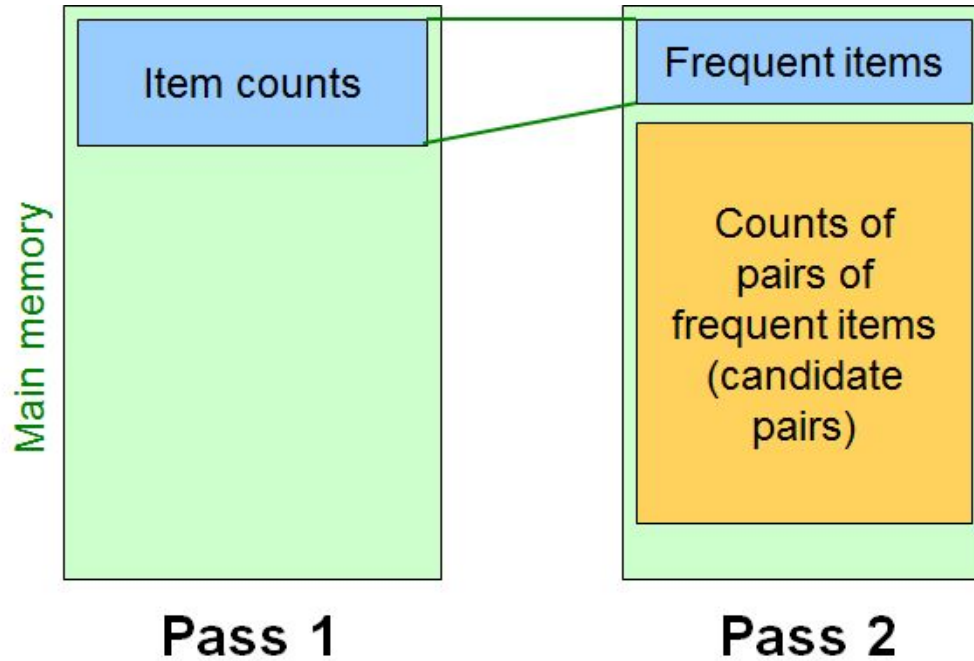 Item counts
Frequent items
Counts of
pairs of
frequent items
(candidate
pairs)
Main memory
Pass 1
Pass 2